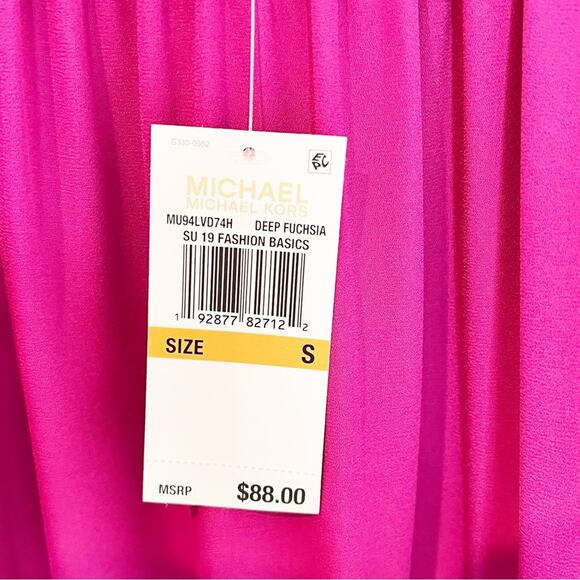 S330-0052
MICHAEL
MICHAEL KORS
MU94LVD74H DEEP FUCHSIA
SU 19 FASHION BASICS
1 92877 82712 2
SIZE S
MSRP $88.00